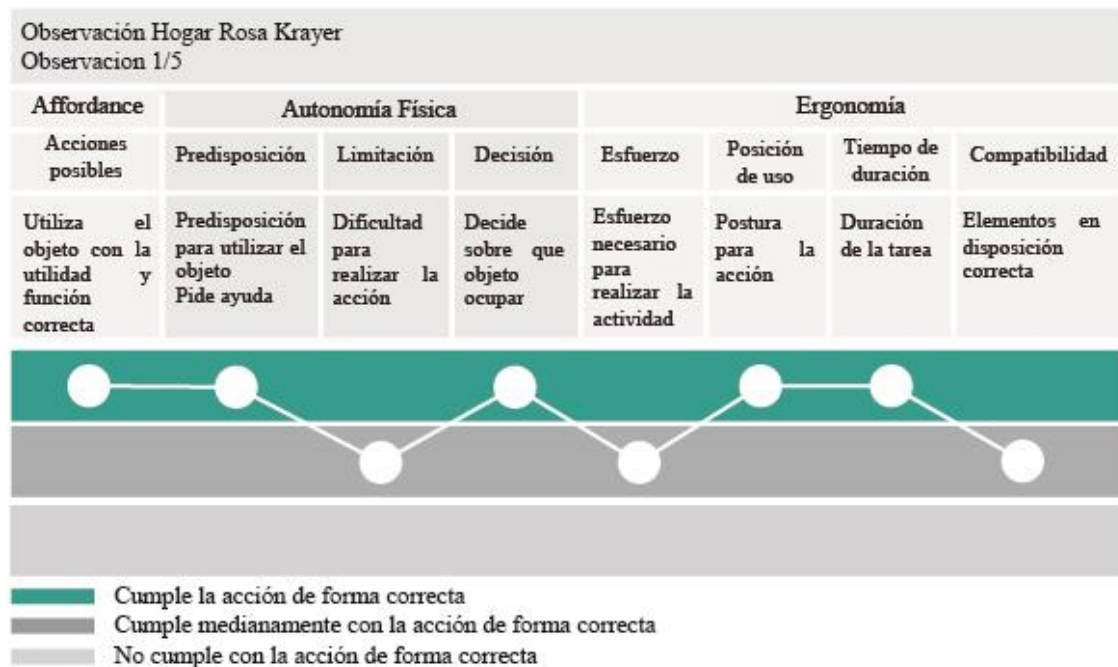 Observación Hogar Rosa Krayer
Observacion 1/5
Affordance
Autonomía Física
Ergonomía
Acciones
posibles
Predisposición
Limitación
Decisión
Esfuerzo
Posición
de uso
Tiempo de
duración
Compatibilidad
Utiliza el
objeto con la
utilidad y
función
correcta
Predisposición
para utilizar el
objeto
Pide ayuda
Dificultad
para
realizar la
acción
Decide
sobre que
objeto
ocupar
Esfuerzo
necesario
para
realizar la
actividad
Postura
para la
acción
Duración
de la tarea
Elementos en
disposición
correcta
Cumple la acción de forma correcta
Cumple medianamente con la acción de forma correcta
No cumple con la acción de forma correcta